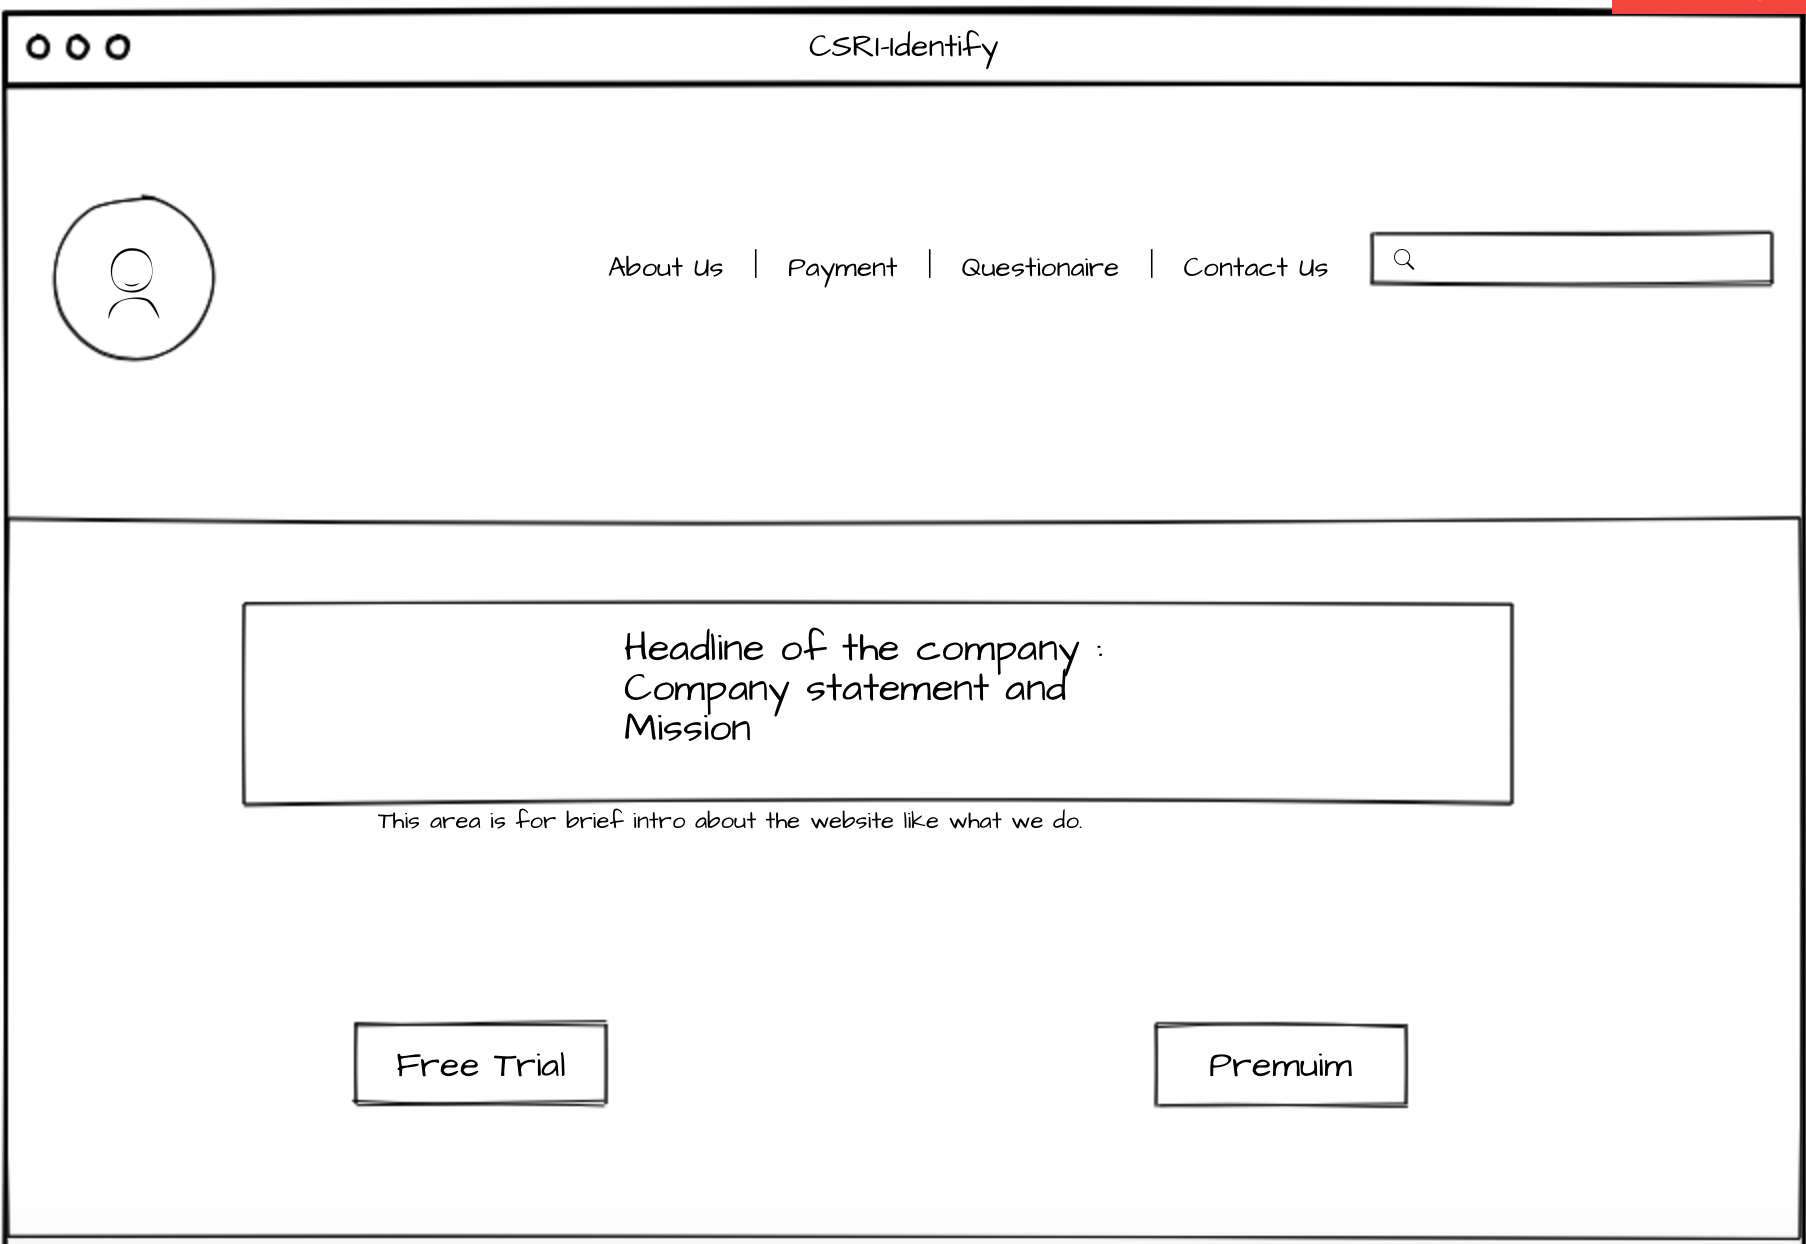 CSRI-Identify
About Us | Payment | Questionaire | Contact Us
Headline of the company :
Company statement and
Mission
This area is for brief intro about the website like what we do.
Free Trial
Premuim